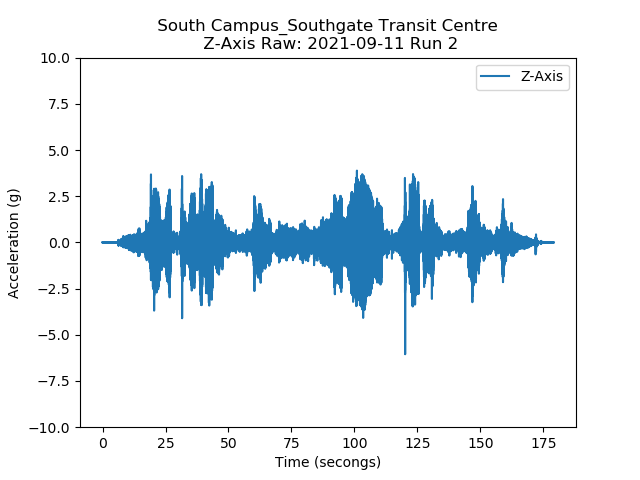 South Campus_Southgate Transit Centre
Z-Axis Raw: 2021-09-11 Run 2
Z-Axis
10.0
7.5
5.0
2.5
0.0
−2.5
−5.0
−7.5
−10.0
Acceleration (g)
0 25 50 75 100 125 150 175
Time (secongs)